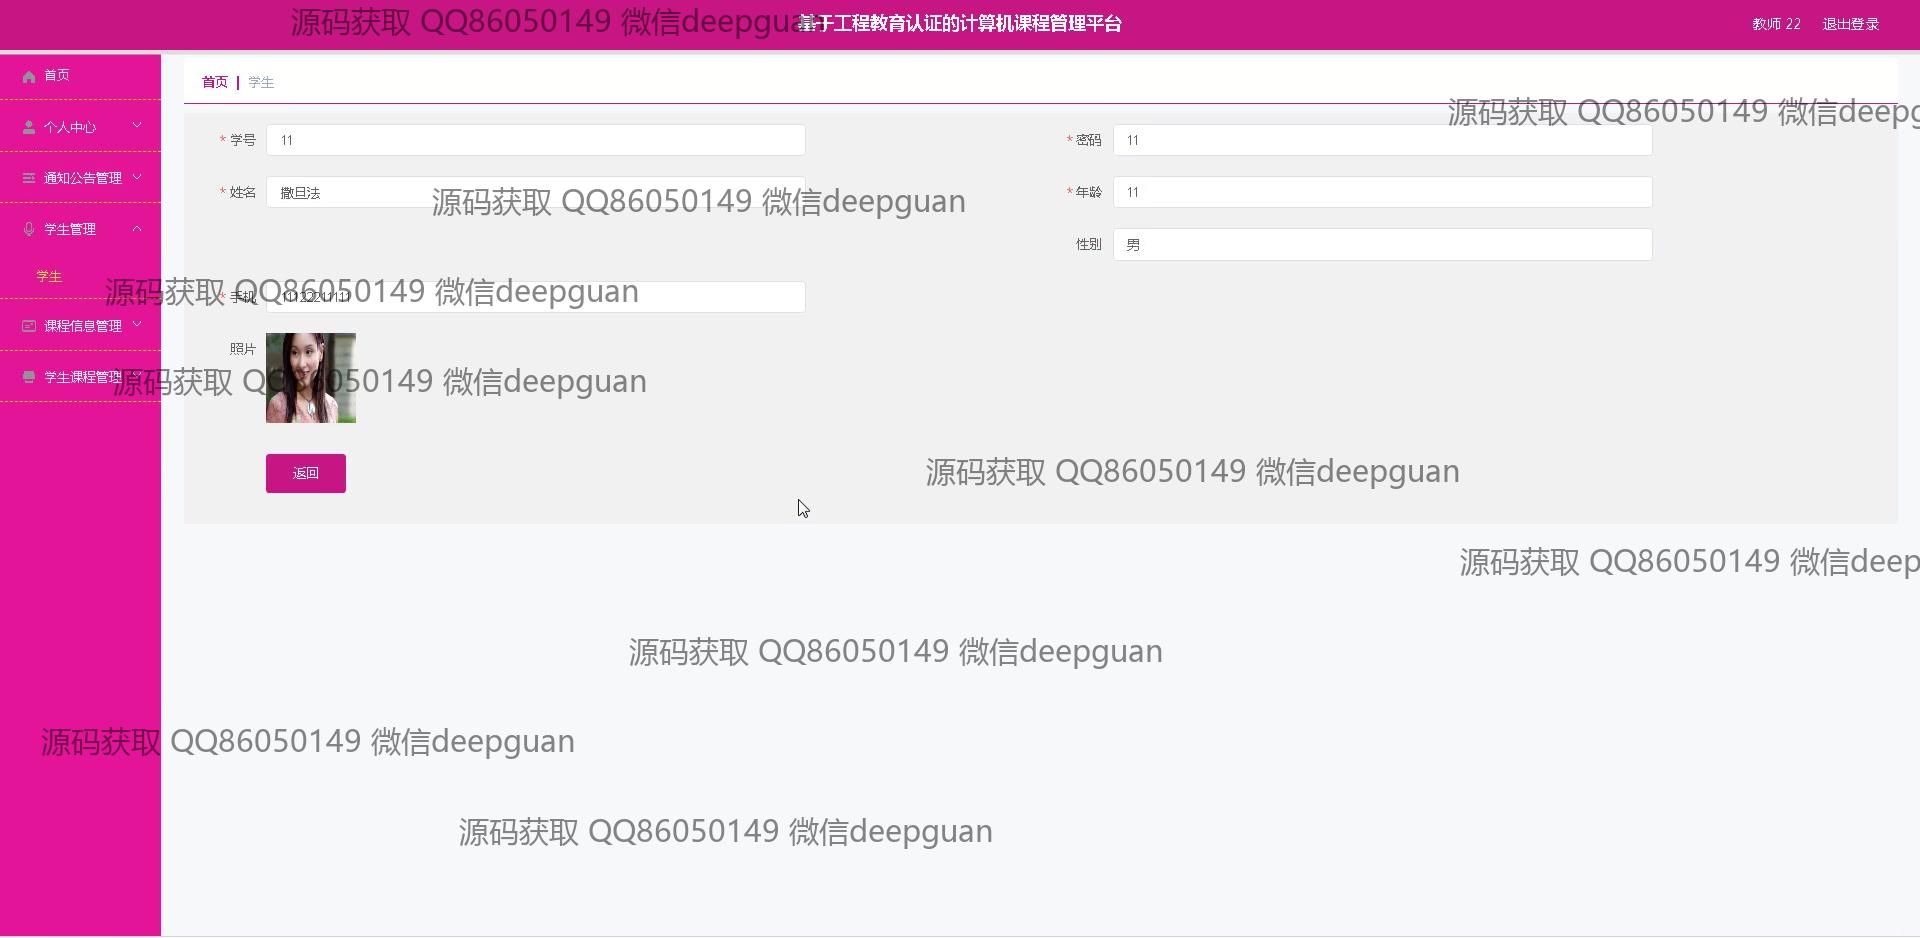 源码获取 QQ86050149 微信deepguan
基于工程教育认证的计算机课程管理平台
教师 22
退出登录
首页
个人中心
通知公告管理
学生管理
学生
课程信息管理
学生课程管理
首页 | 学生
源码获取 QQ86050149 微信deepg
* 学号 11
* 密码 11
* 姓名 撒旦法
* 年龄 11
源码获取 QQ86050149 微信deepguan
性别 男
* 手机 11122211111
源码获取 QQ86050149 微信deepguan
照片
源码获取 QQ86050149 微信deepguan
返回
源码获取 QQ86050149 微信deepguan
源码获取 QQ86050149 微信deep
源码获取 QQ86050149 微信deepguan
源码获取 QQ86050149 微信deepguan
源码获取 QQ86050149 微信deepguan